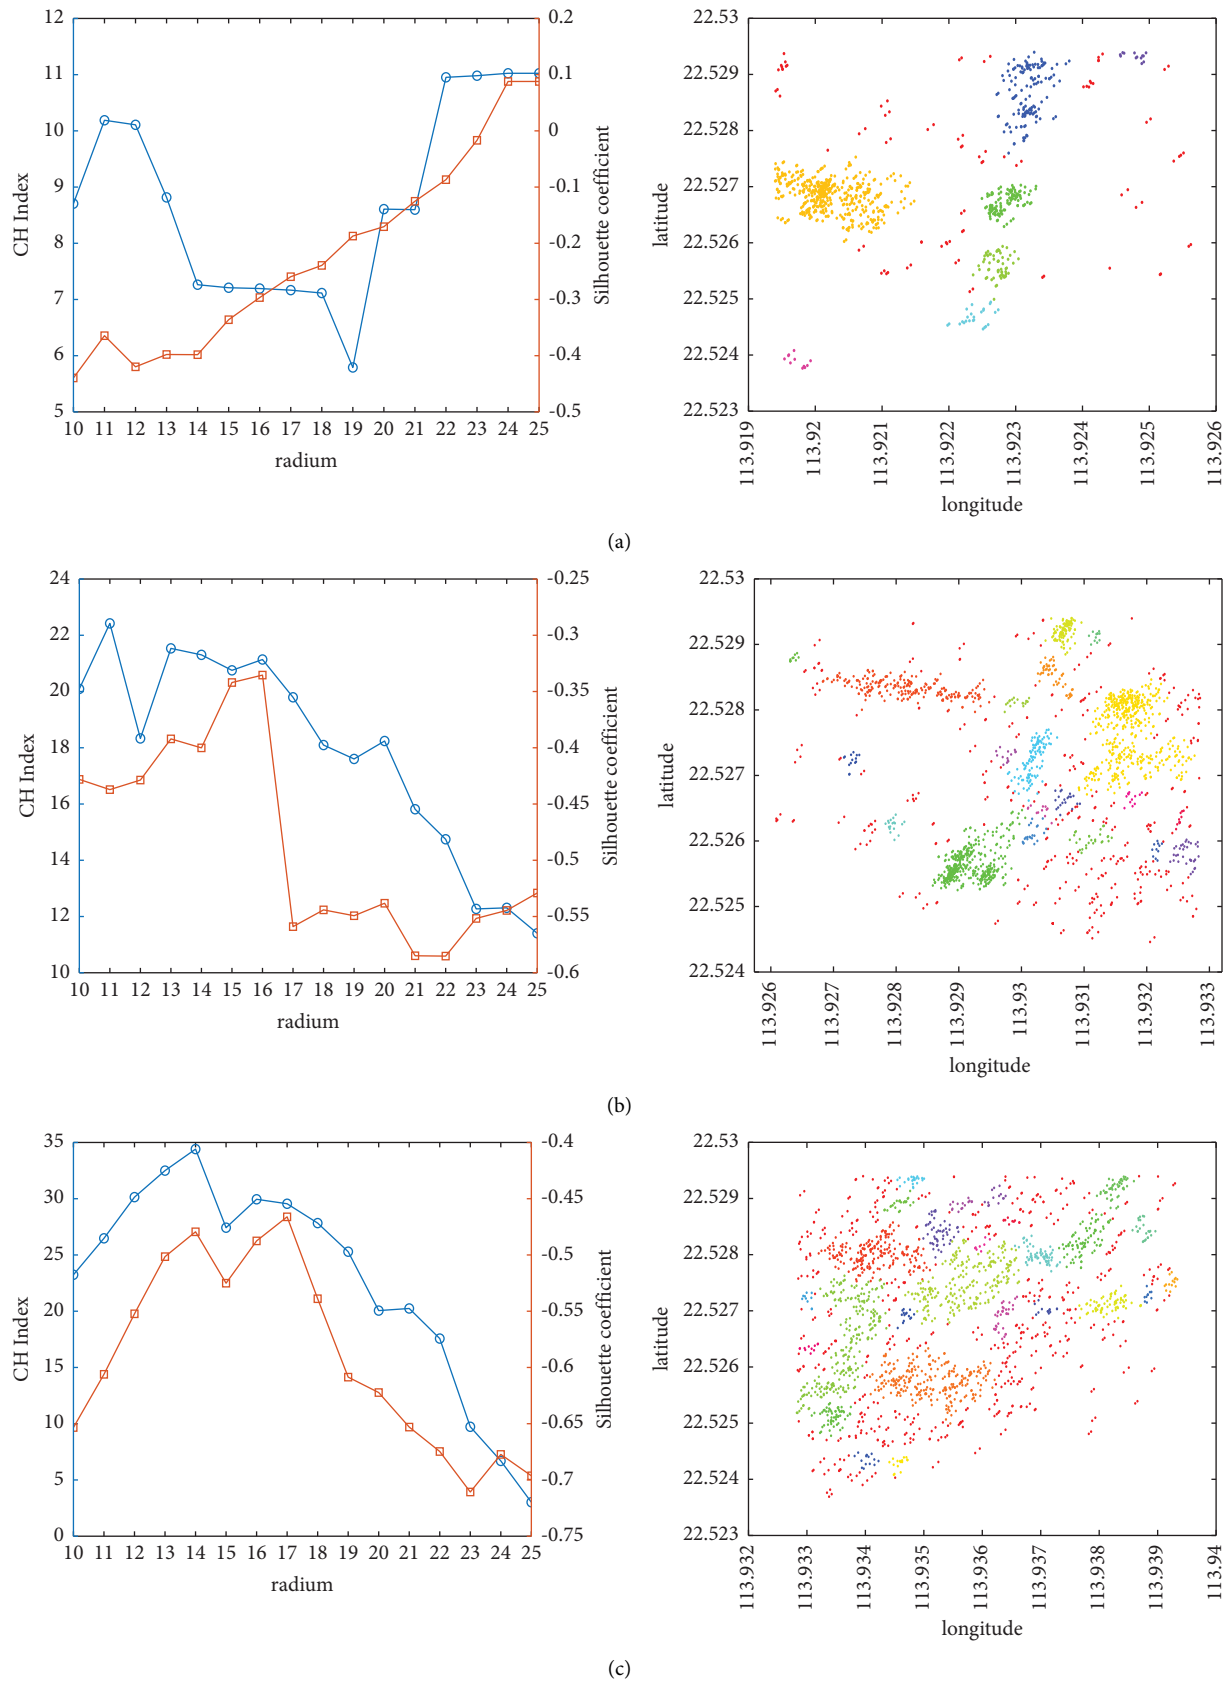 12
11
10
9
8
7
6
5
CH Index
0.2
0.1
0
-0.1
-0.2
-0.3
-0.4
-0.5
Silhouette coefficient
10 11 12 13 14 15 16 17 18 19 20 21 22 23 24 25
radium
22.53
22.529
22.528
22.527
22.526
22.525
22.524
22.523
latitude
113.919 113.92 113.921 113.922 113.923 113.924 113.925 113.926
longitude
(a)
24
22
20
18
16
14
12
10
CH Index
-0.25
-0.3
-0.35
-0.4
-0.45
-0.5
-0.55
-0.6
Silhouette coefficient
10 11 12 13 14 15 16 17 18 19 20 21 22 23 24 25
radium
22.53
22.529
22.528
22.527
22.526
22.525
22.524
latitude
113.926 113.927 113.928 113.929 113.93 113.931 113.932 113.933
longitude
(b)
35
30
25
20
15
10
5
0
CH Index
-0.4
-0.45
-0.5
-0.55
-0.6
-0.65
-0.7
-0.75
Silhouette coefficient
10 11 12 13 14 15 16 17 18 19 20 21 22 23 24 25
radium
22.53
22.529
22.528
22.527
22.526
22.525
22.524
22.523
latitude
113.932 113.933 113.934 113.935 113.936 113.937 113.938 113.939 113.94
longitude
(c)